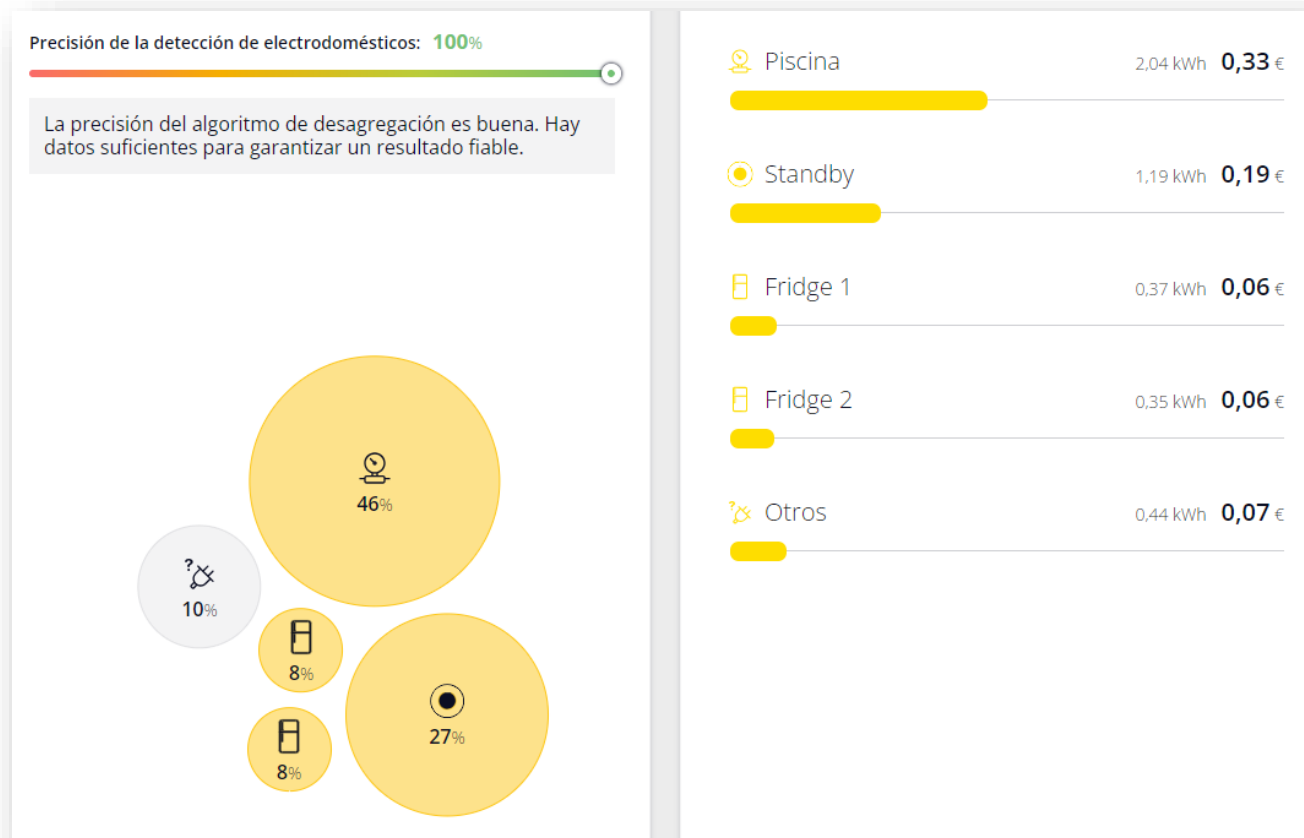 Precisión de la detección de electrodomésticos: 100%
La precisión del algoritmo de desagregación es buena. Hay
datos suficientes para garantizar un resultado fiable.
46%
?
10%
8%
27%
8%
Piscina 2,04 kWh 0,33 €
Standby 1,19 kWh 0,19 €
Fridge 1 0,37 kWh 0,06 €
Fridge 2 0,35 kWh 0,06 €
? Otros 0,44 kWh 0,07 €